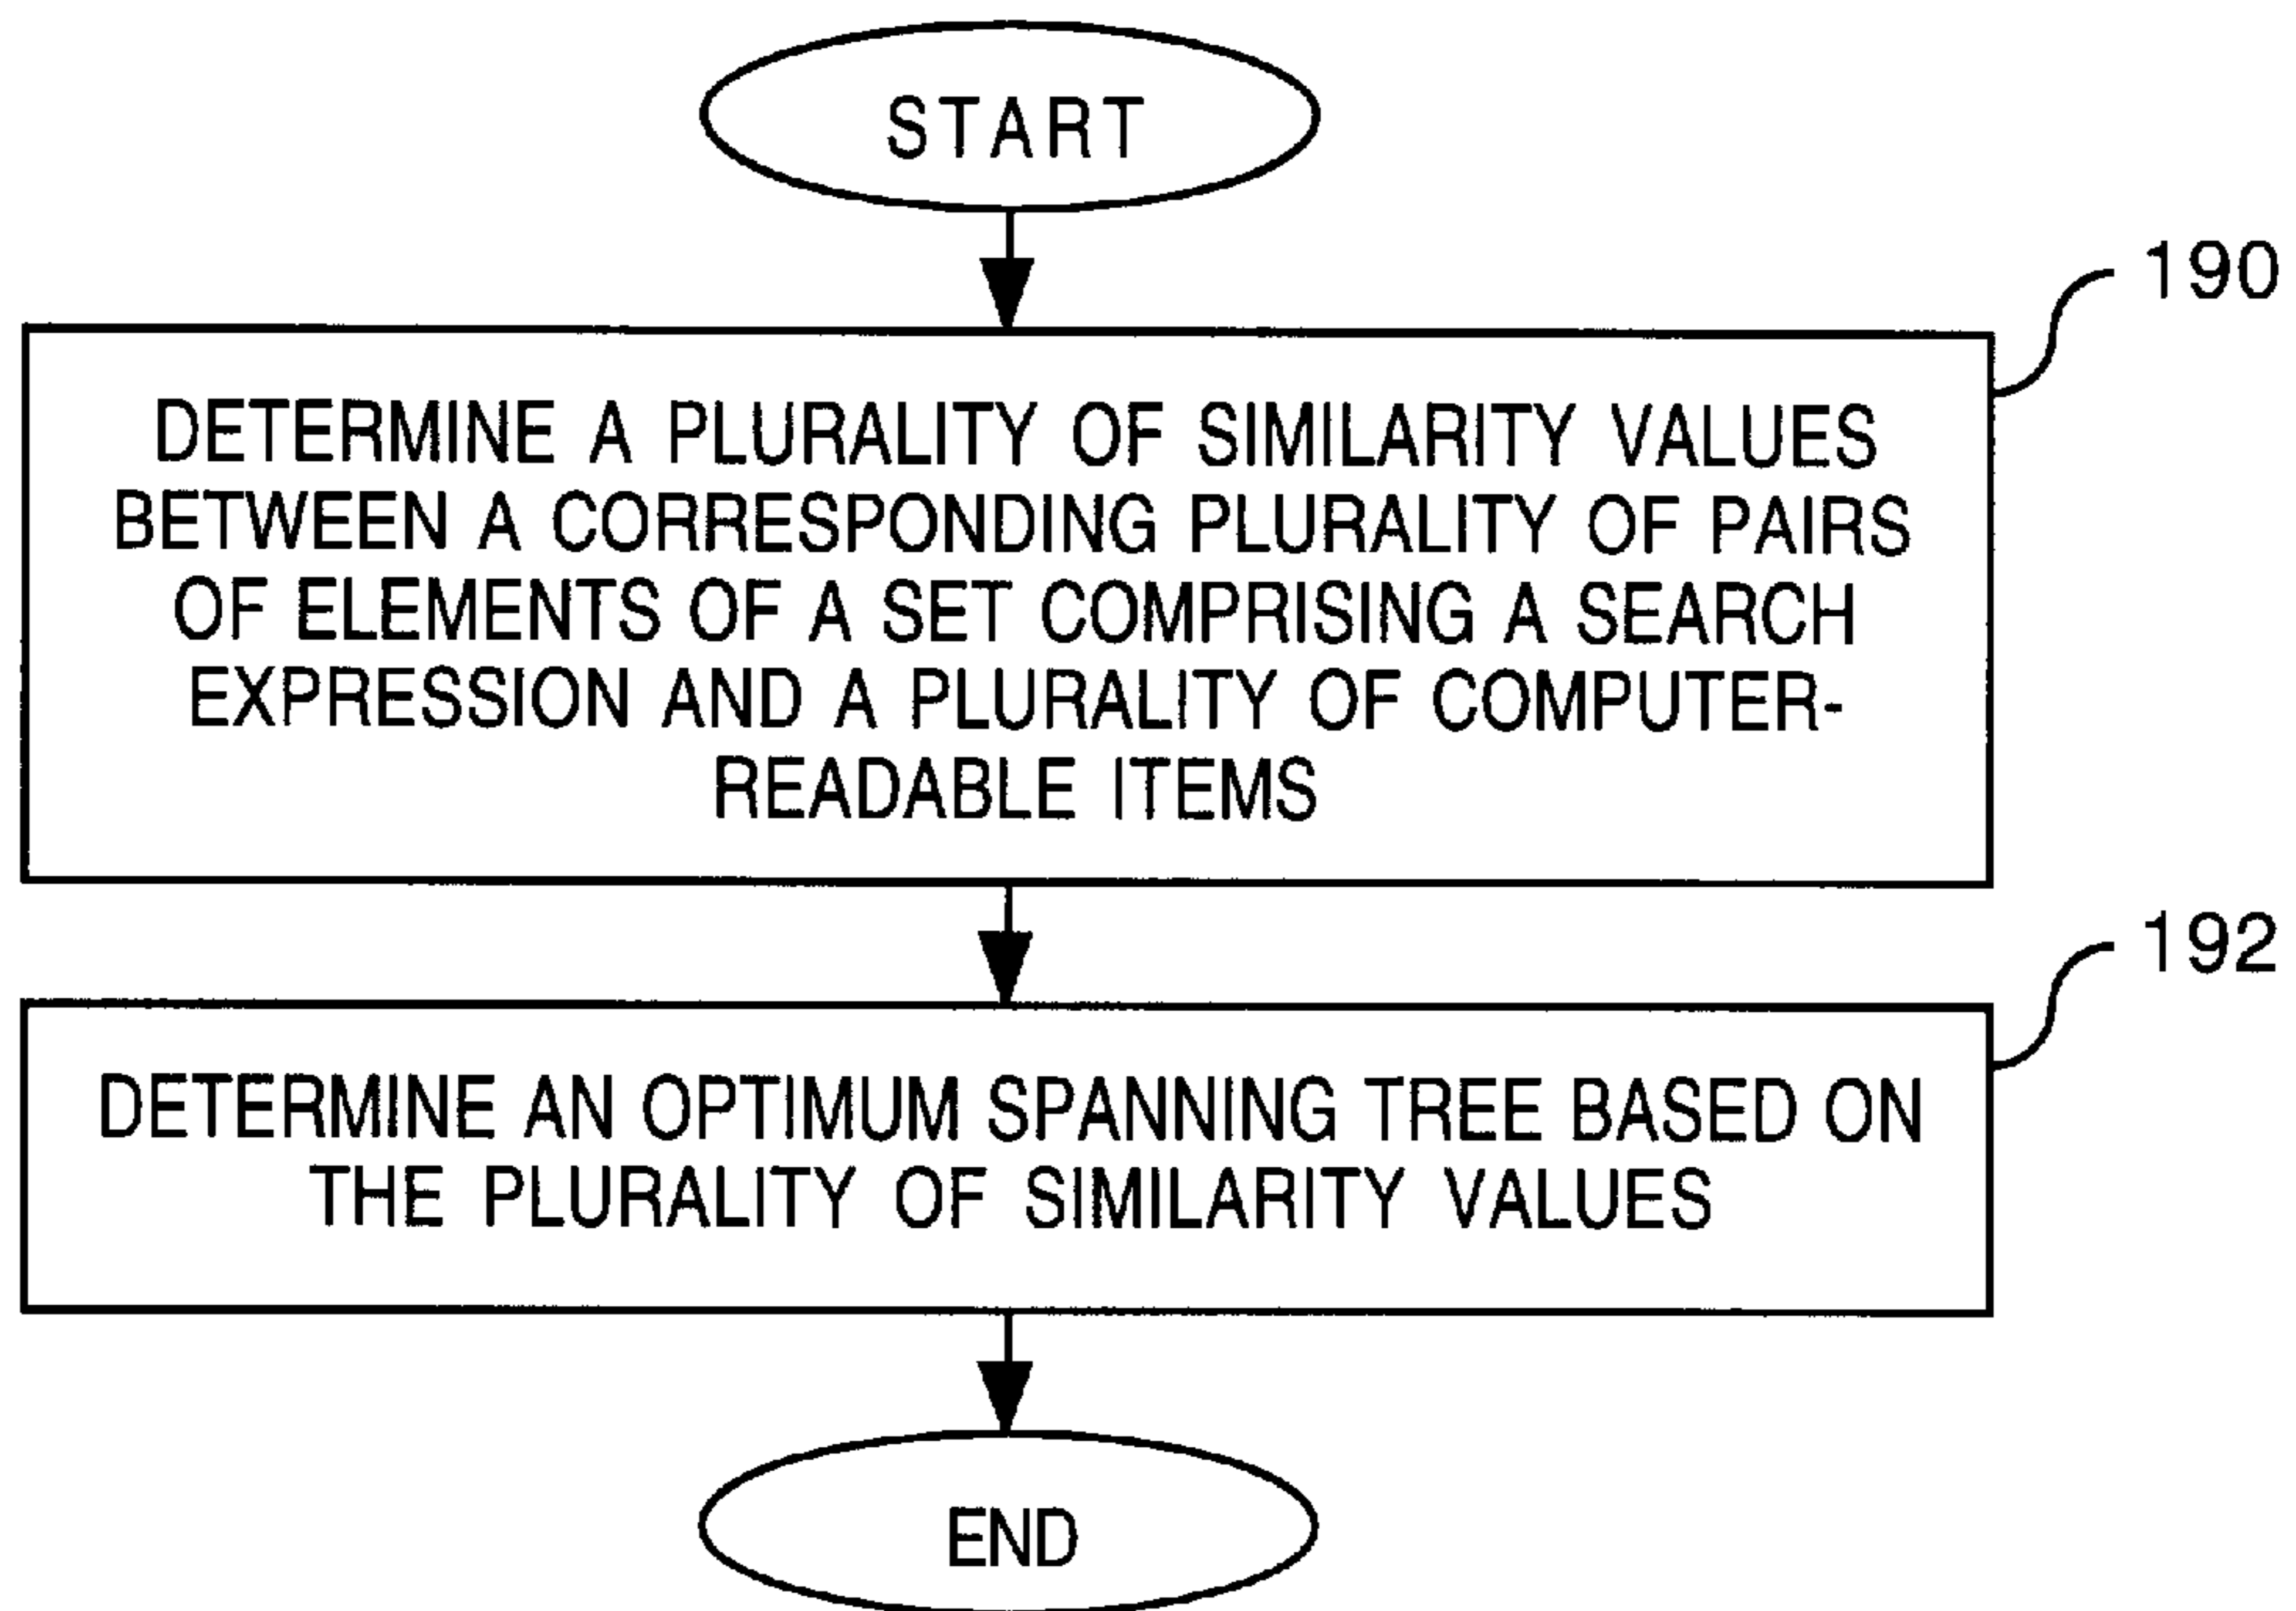 START
190
DETERMINE A PLURALITY OF SIMILARITY VALUES
BETWEEN A CORRESPONDING PLURALITY OF PAIRS
OF ELEMENTS OF A SET COMPRISING A SEARCH
EXPRESSION AND A PLURALITY OF COMPUTER-
READABLE ITEMS
192
DETERMINE AN OPTIMUM SPANNING TREE BASED ON
THE PLURALITY OF SIMILARITY VALUES
END